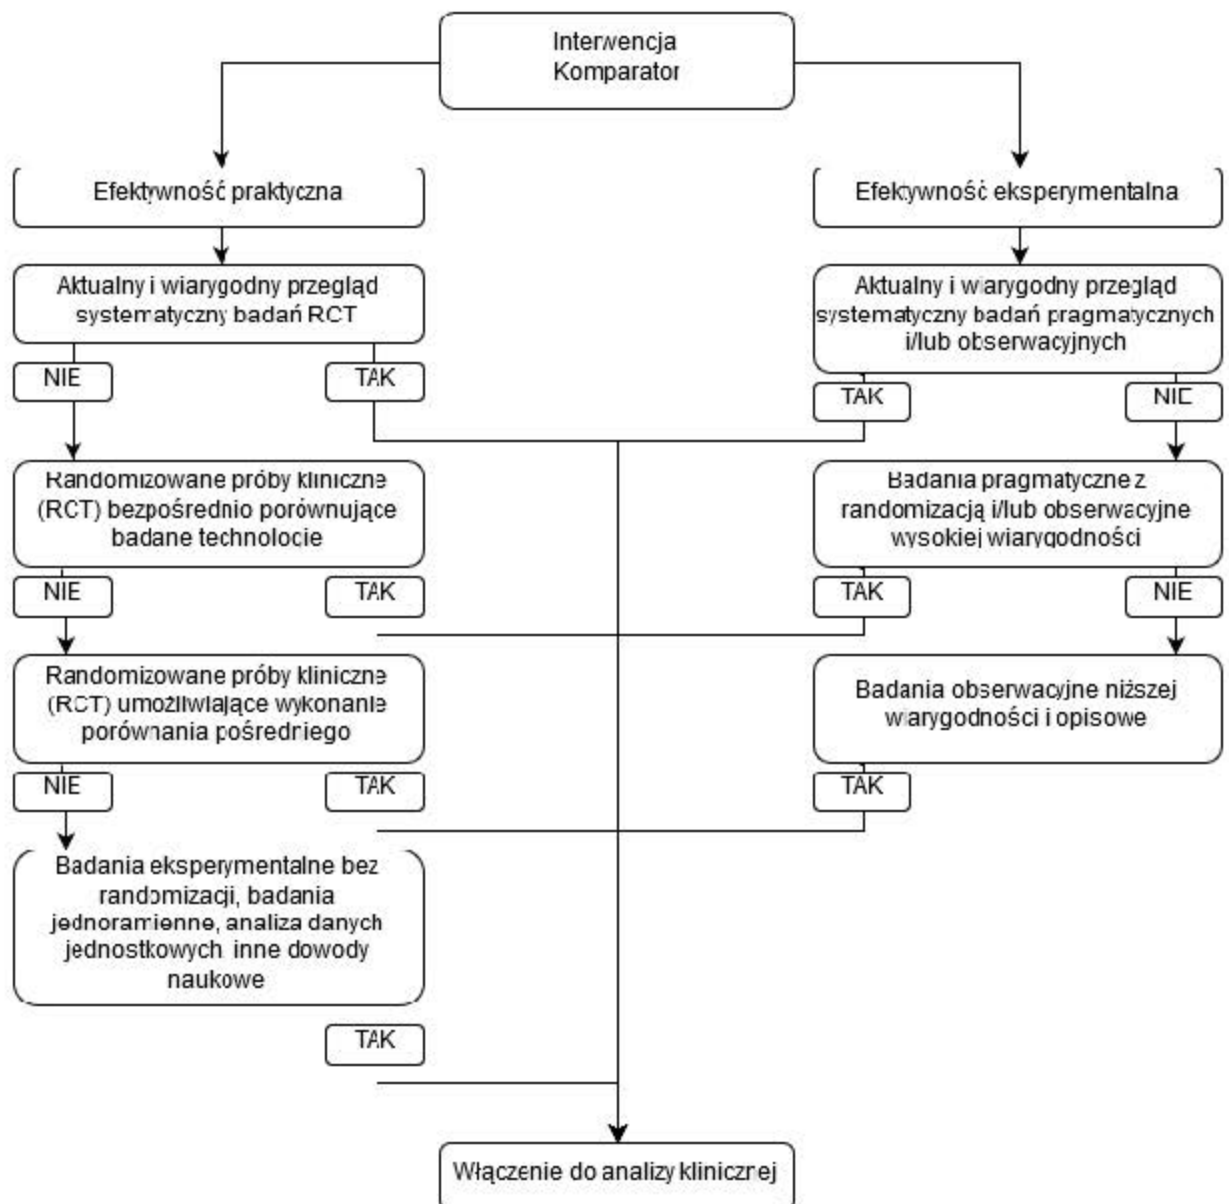 Interwencja
Komparator
Efektywność praktyczna
Efektywność eksperymentalna
Aktualny i wiarygodny przegląd
systematyczny badań RCT
Aktualny i wiarygodny przegląd
systematyczny badań pragmatycznych
i/lub obserwacyjnych
NIE
TAK
TAK
NIE
Randomizowane próby kliniczne
(RCT) bezpośrednio porównujące
badane technologie
Badania pragmatyczne z
randomizacją i/lub obserwacyjne
wysokiej wiarygodności
NIE
TAK
TAK
NIE
Randomizowane próby kliniczne
(RCT) umożliwiające wykonanie
porównania pośredniego
Badania obserwacyjne niższej
wiarygodności i opisowe
NIE
TAK
TAK
Badania eksperymentalne bez
randomizacji, badania
jednoramienne, analiza danych
jednostkowych, inne dowody
naukowe
TAK
Włączenie do analizy klinicznej